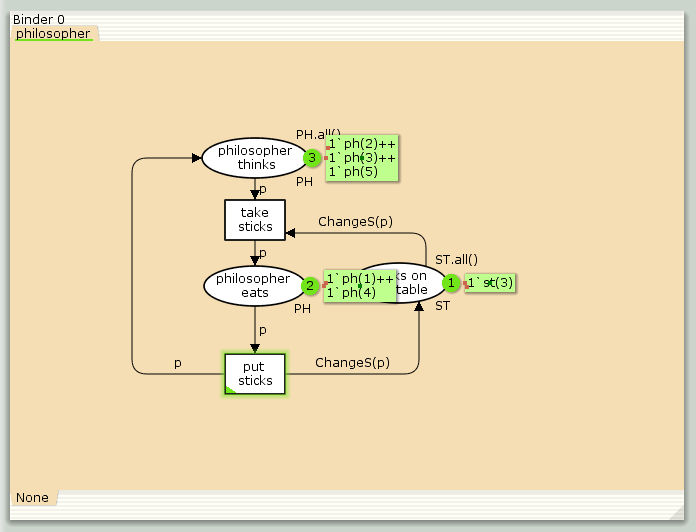 Binder 0
philosopher
PH.all()
philosopher
thinks
3
1`ph(2)++
1`ph(3)++
1`ph(5)
PH
p
take
sticks
ChangeS(p)
p
ST.all()
philosopher
eats
2
1`ph(1)++
1`ph(4)
ks on
table
1
1`st(3)
PH
ST
p
put
sticks
p
ChangeS(p)
None